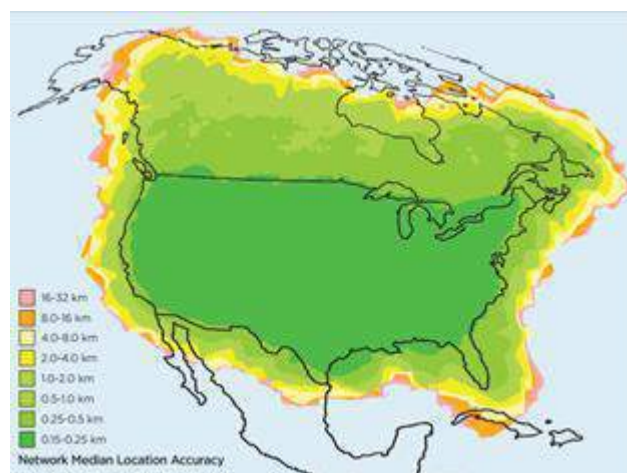 16-32 km
8.0-16 km
4.0-8.0 km
2.0-4.0 km
1.0-2.0 km
0.5-1.0 km
0.25-0.5 km
0.15-0.25 km
Network Median Location Accuracy